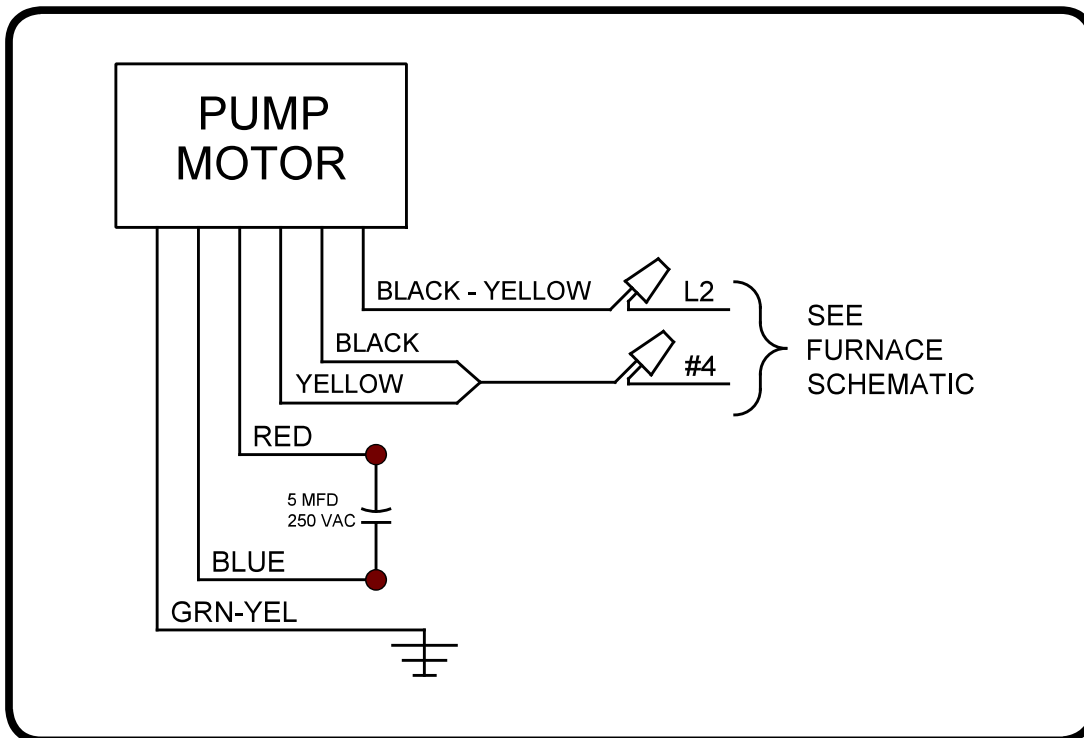 PUMP
MOTOR
BLACK - YELLOW
L2
BLACK
#4
YELLOW
SEE
FURNACE
SCHEMATIC
RED
5 MFD
250 VAC
BLUE
GRN-YEL